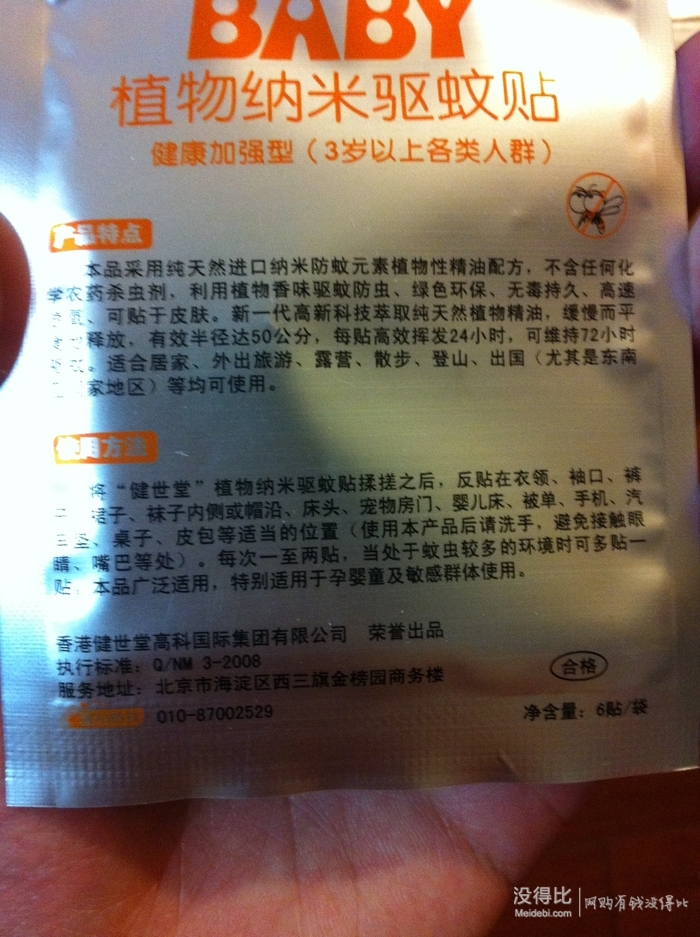 BABY
植物纳米驱蚊贴
健康加强型（3岁以上各类人群）
产品特点
本品采用纯天然进口纳米防蚊元素植物性精油配方，不含任何化
学农药杀虫剂，利用植物香味驱蚊防虫、绿色环保、无毒持久、高速
、可贴于皮肤。新一代高新科技萃取纯天然植物精油，缓慢而平
释放，有效半径达50公分，每贴高效挥发24小时，可维持72小时
。适合居家、外出旅游、露营、散步、登山、出国（尤其是东南
家地区）等均可使用。
使用方法
将“健世堂”植物纳米驱蚊贴揉搓之后，反贴在衣领、袖口、裤
、裙子、袜子内侧或帽沿、床头、宠物房门、婴儿床、被单、手机、汽
垫、桌子、皮包等适当的位置（使用本产品后请洗手，避免接触眼
睛、嘴巴等处）。每次一至两贴，当处于蚊虫较多的环境时可多贴一
贴，本品广泛适用，特别适用于孕婴童及敏感群体使用。
香港健世堂高科国际集团有限公司 荣誉出品
执行标准：Q/NM 3-2008
合格
服务地址：北京市海淀区西三旗金榜园商务楼
010-87002529
净含量：6贴/袋
没得比
Meidebi.com
网购有钱没得比